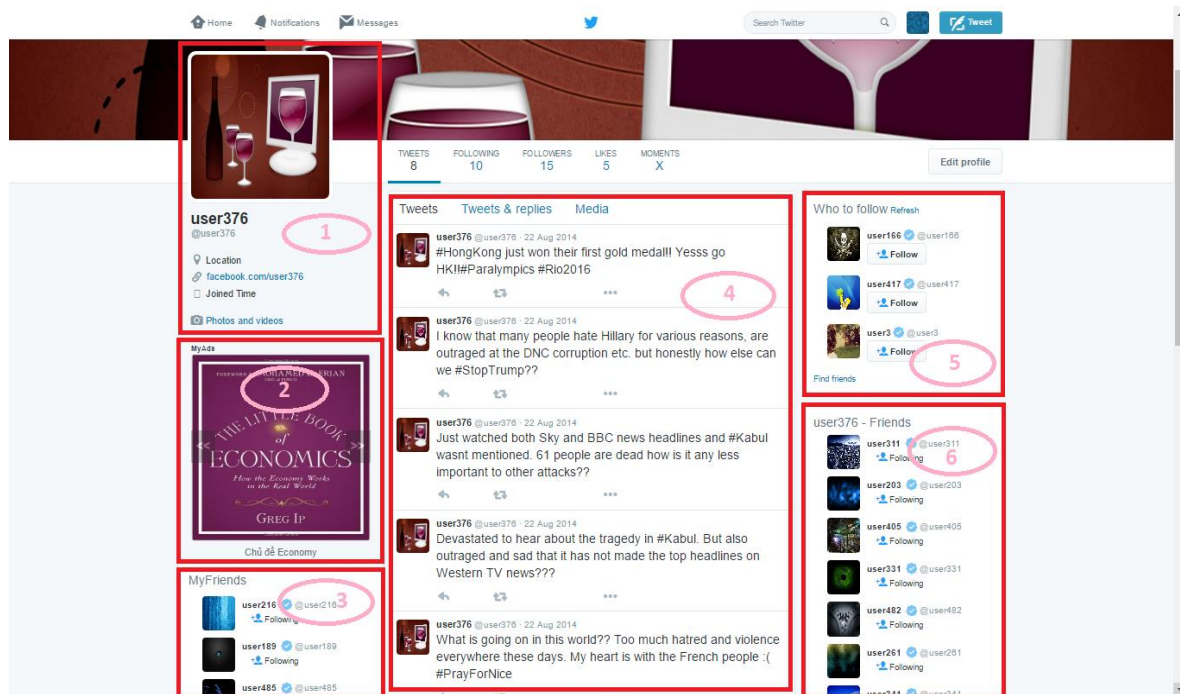 Home Notifications Messages Search Twitter Tweet
TWEETS FOLLOWING FOLLOWERS LIKES MOMENTS
8 10 15 5 X
Edit profile
user376
@user376
1
Location
facebook.com/user376
Joined Time
Photos and videos
MyAds
2
THE LITTLE BOOK
of
ECONOMICS
How the Economy Works
in the Real World
GREG IP
<< >>
Chủ đề Economy
MyFriends
3
user216 @user216
Following
user189 @user189
Following
user485 @user485
Tweets Tweets & replies Media
4
user376 @user376 · 22 Aug 2014
#HongKong just won their first gold medal!! Yesss go
HK!!#Paralympics #Rio2016
user376 @user376 · 22 Aug 2014
I know that many people hate Hillary for various reasons, are
outraged at the DNC corruption etc. but honestly how else can
we #StopTrump??
user376 @user376 · 22 Aug 2014
Just watched both Sky and BBC news headlines and #Kabul
wasnt mentioned. 61 people are dead how is it any less
important to other attacks??
user376 @user376 · 22 Aug 2014
Devastated to hear about the tragedy in #Kabul. But also
outraged and sad that it has not made the top headlines on
Western TV news???
user376 @user376 · 22 Aug 2014
What is going on in this world?? Too much hatred and violence
everywhere these days. My heart is with the French people :(
#PrayForNice
Who to follow Refresh
user166 @user166
Follow
user417 @user417
Follow
user3 @user3
Follow
5
Find friends
user376 - Friends
user311 @user311
Following
6
user203 @user203
Following
user405 @user405
Following
user331 @user331
Following
user482 @user482
Following
user261 @user261
Following